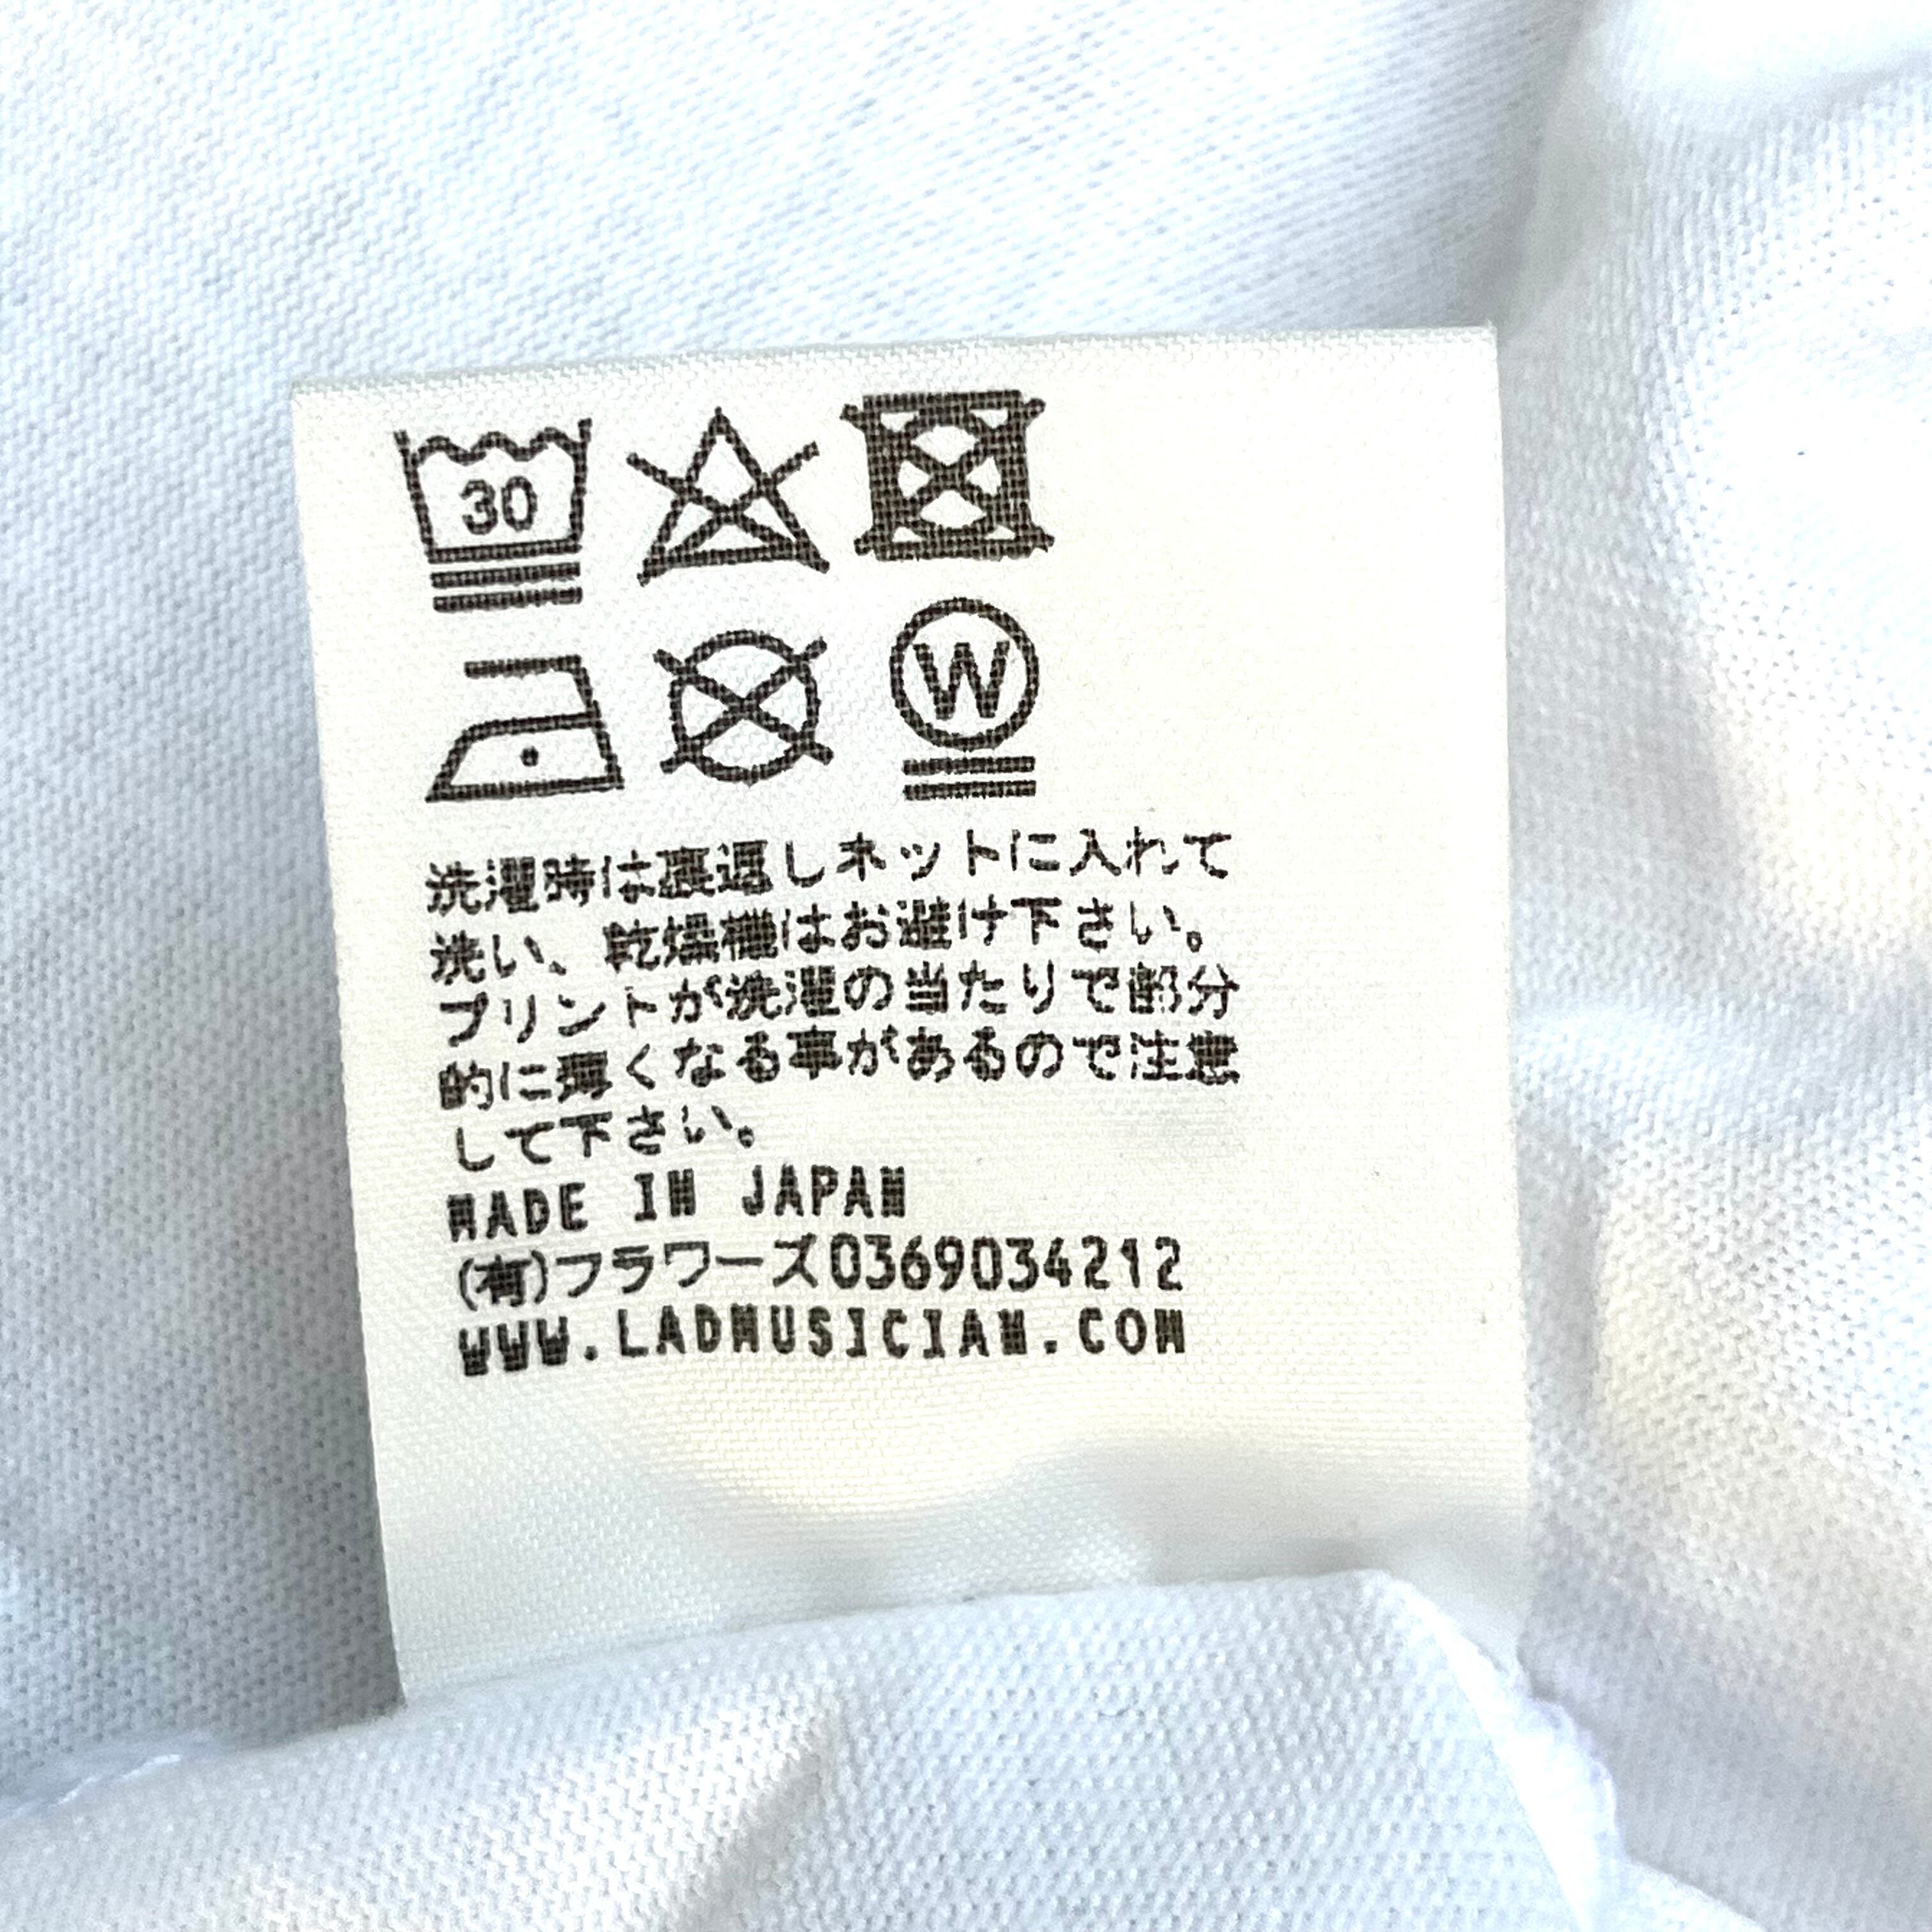 30
W
洗濯時は裏返しネットに入れて
洗い、乾燥機はお避け下さい。
プリントが洗濯の当たりで部分
的に薄くなる事があるので注意
して下さい。
MADE IN JAPAN
(有)フラワーズ0369034212
WWW.LADMUSICIAN.COM